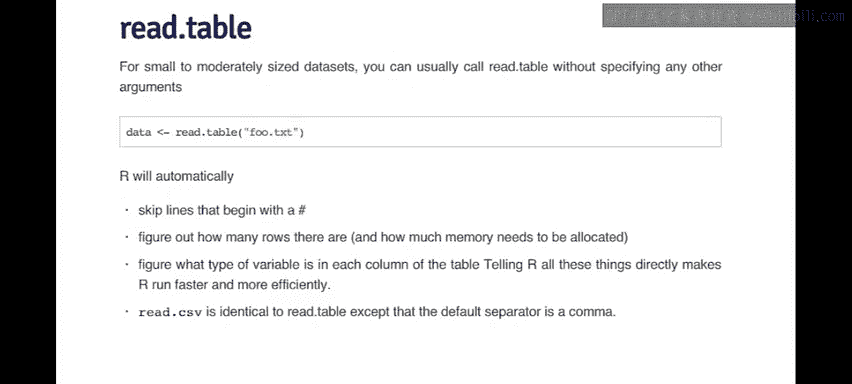 read.table
For small to moderately sized datasets, you can usually call read.table without specifying any other
arguments
data <- read.table("foo.txt")
R will automatically
· skip lines that begin with a #
· figure out how many rows there are (and how much memory needs to be allocated)
· figure what type of variable is in each column of the table Telling R all these things directly makes
R run faster and more efficiently.
· read.csv is identical to read.table except that the default separator is a comma.